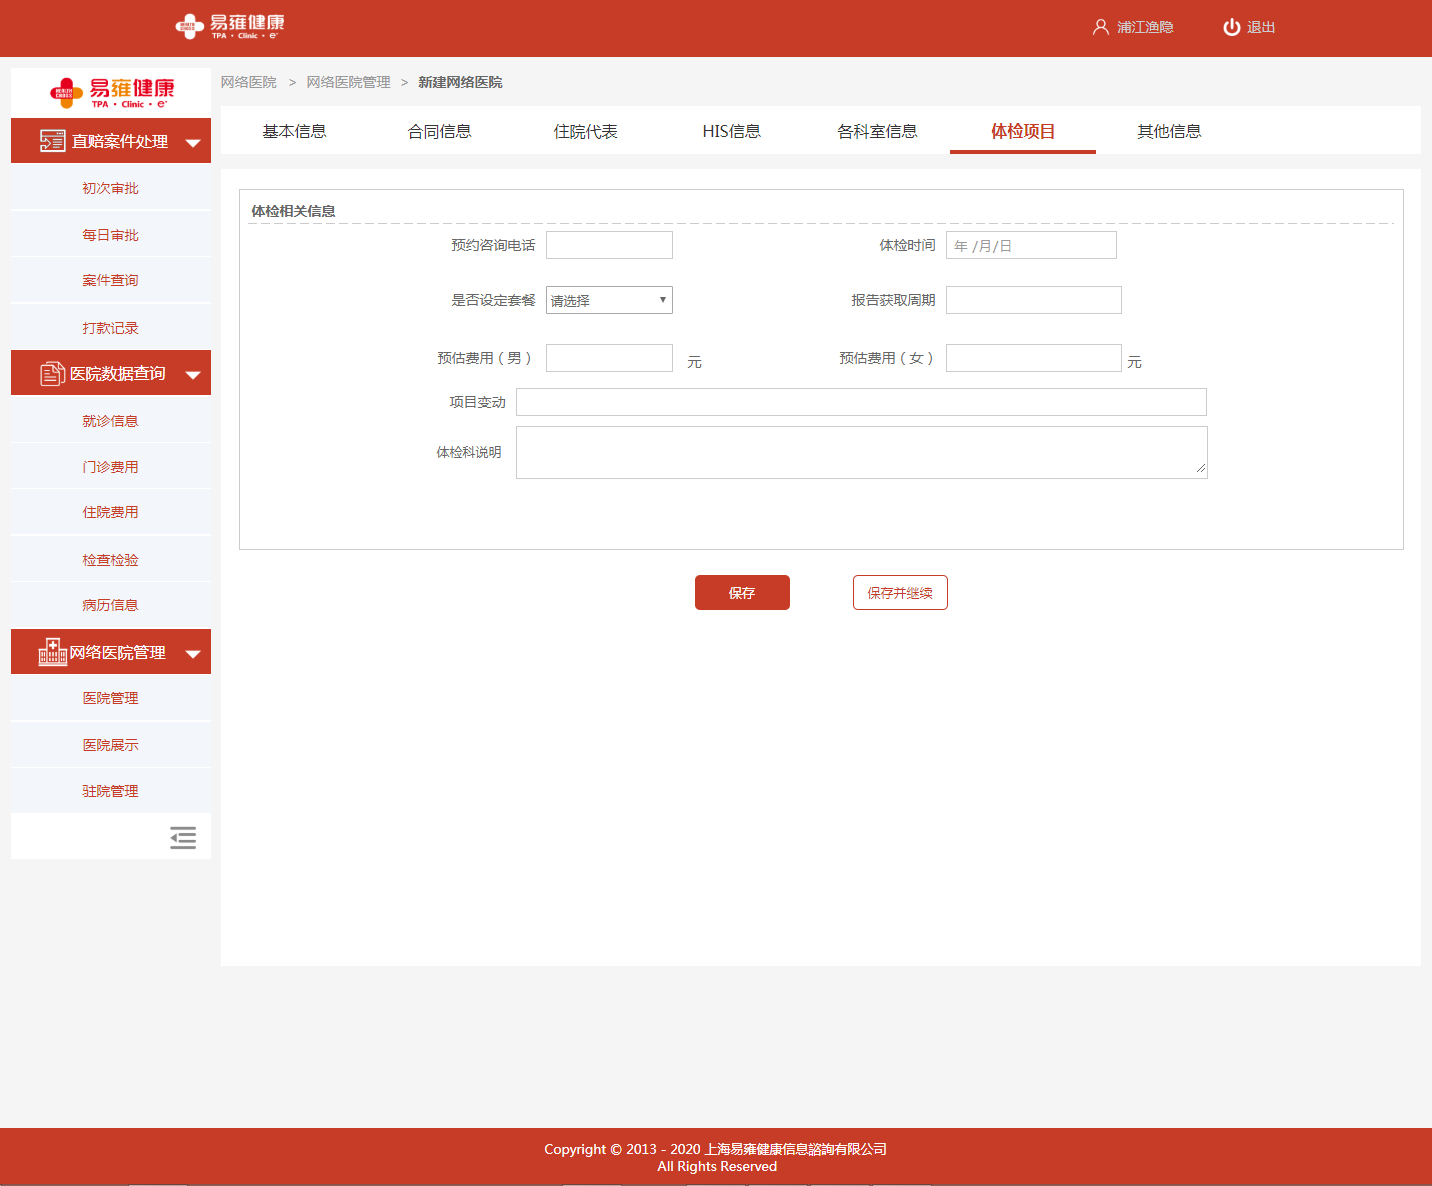 易雍健康
TPA · Clinic · e⁺
浦江渔隐
退出
易雍健康
TPA · Clinic · e⁺
直赔案件处理
初次审批
每日审批
案件查询
打款记录
医院数据查询
就诊信息
门诊费用
住院费用
检查检验
病历信息
网络医院管理
医院管理
医院展示
驻院管理
网络医院 > 网络医院管理 > 新建网络医院
基本信息 合同信息 住院代表 HIS信息 各科室信息 体检项目 其他信息
体检相关信息
预约咨询电话 体检时间 年 /月/日
是否设定套餐 请选择 报告获取周期
预估费用（男） 元 预估费用（女） 元
项目变动
体检科说明
保存 保存并继续
Copyright © 2013 - 2020 上海易雍健康信息諮詢有限公司
All Rights Reserved